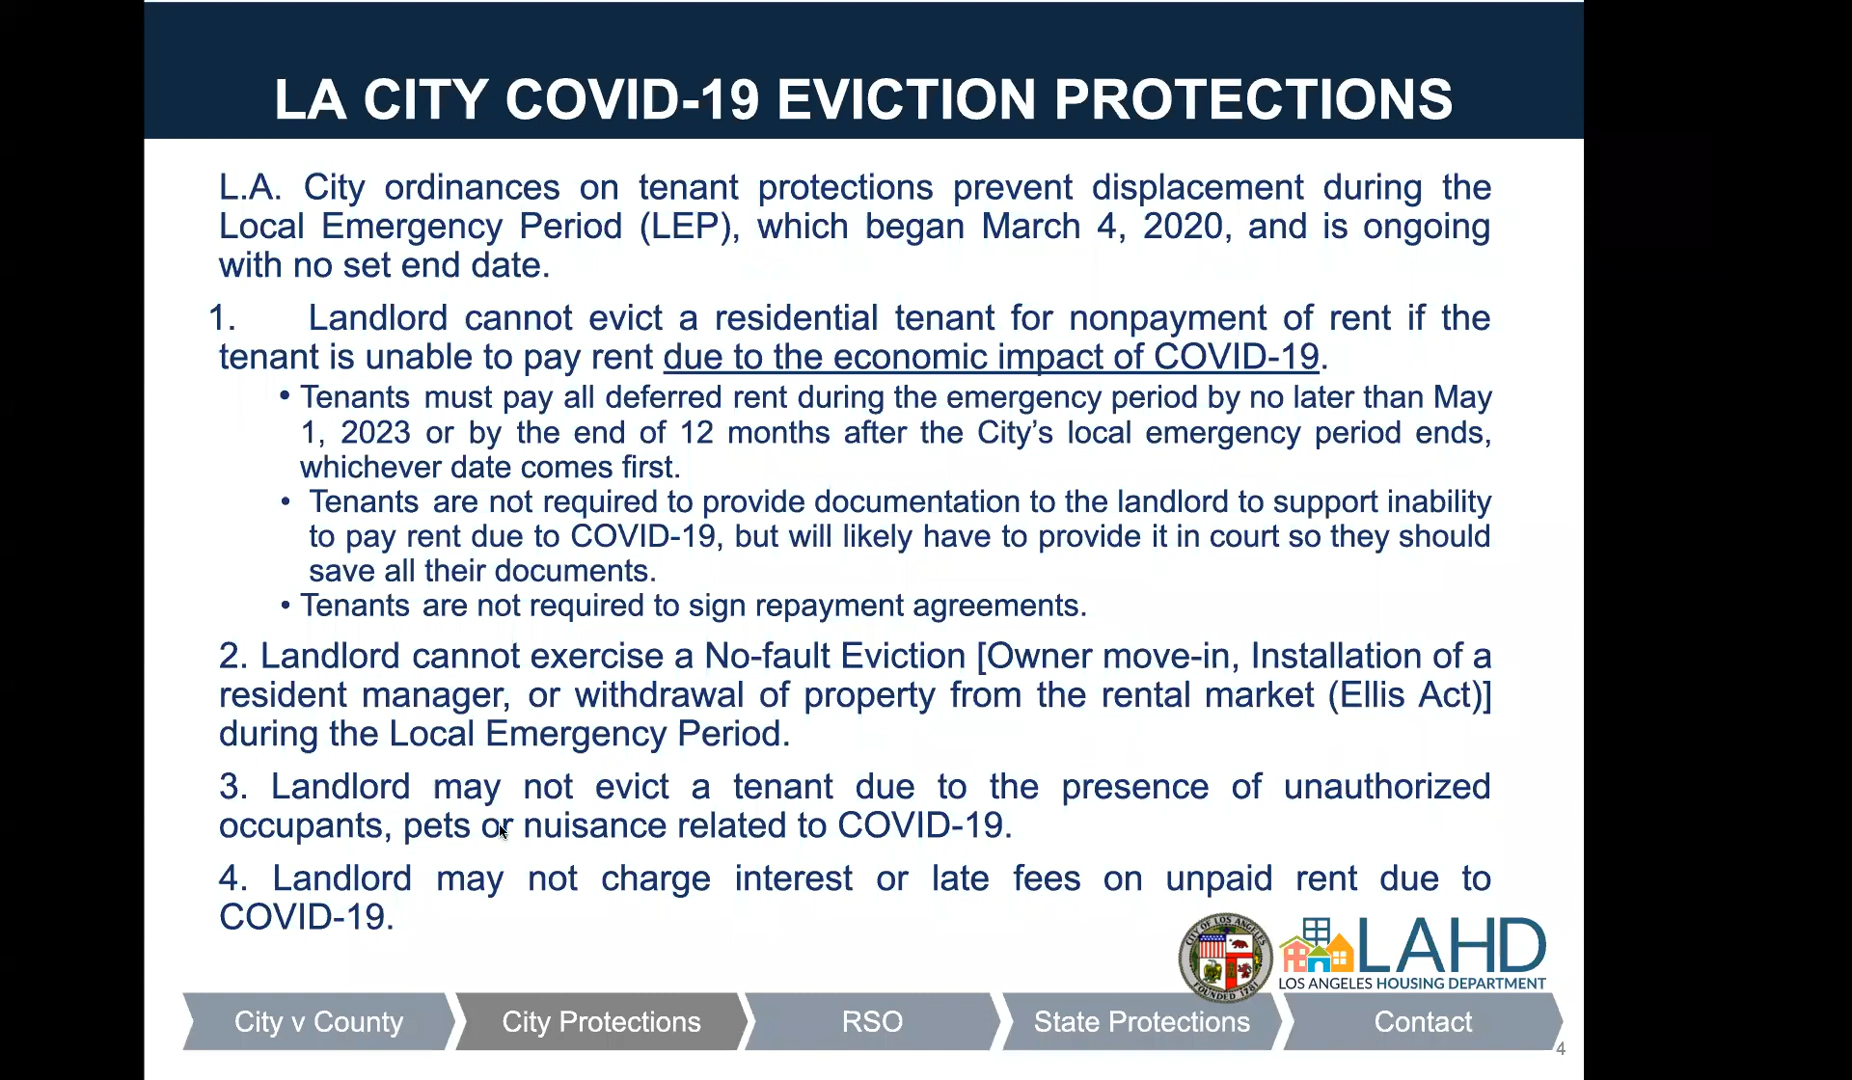 LA CITY COVID-19 EVICTION PROTECTIONS
L.A. City ordinances on tenant protections prevent displacement during the
Local Emergency Period (LEP), which began March 4, 2020, and is ongoing
with no set end date.
1. Landlord cannot evict a residential tenant for nonpayment of rent if the
tenant is unable to pay rent due to the economic impact of COVID-19.
• Tenants must pay all deferred rent during the emergency period by no later than May
1, 2023 or by the end of 12 months after the City’s local emergency period ends,
whichever date comes first.
• Tenants are not required to provide documentation to the landlord to support inability
to pay rent due to COVID-19, but will likely have to provide it in court so they should
save all their documents.
• Tenants are not required to sign repayment agreements.
2. Landlord cannot exercise a No-fault Eviction [Owner move-in, Installation of a
resident manager, or withdrawal of property from the rental market (Ellis Act)]
during the Local Emergency Period.
3. Landlord may not evict a tenant due to the presence of unauthorized
occupants, pets or nuisance related to COVID-19.
4. Landlord may not charge interest or late fees on unpaid rent due to
COVID-19.
CITY OF LOS ANGELES
FOUNDED 1781
LAHD
LOS ANGELES HOUSING DEPARTMENT
City v County
City Protections
RSO
State Protections
Contact
4